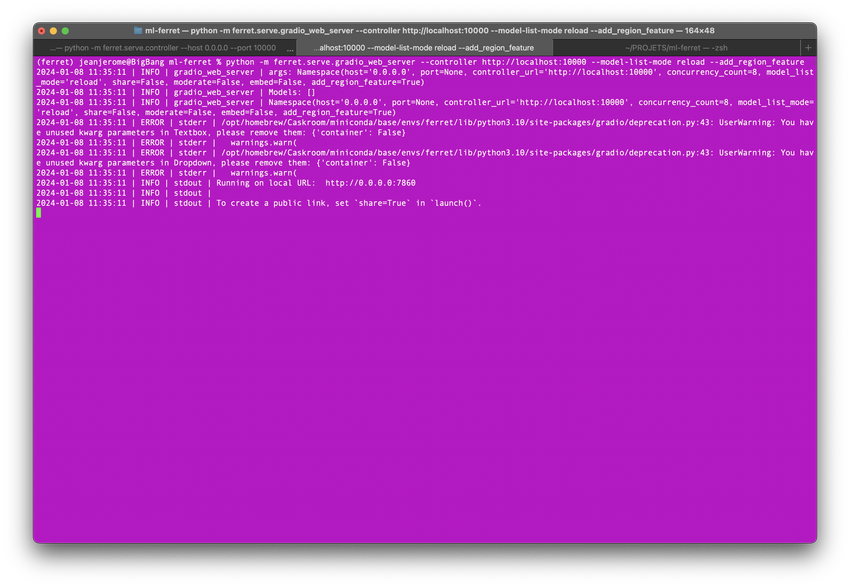 ml-ferret — python -m ferret.serve.gradio_web_server --controller http://localhost:10000 --model-list-mode reload --add_region_feature — 164×48
...— python -m ferret.serve.controller --host 0.0.0.0 --port 10000 ... ...alhost:10000 --model-list-mode reload --add_region_feature ~/PROJETS/ml-ferret — -zsh +
(ferret) jeanjerome@BigBang ml-ferret % python -m ferret.serve.gradio_web_server --controller http://localhost:10000 --model-list-mode reload --add_region_feature
2024-01-08 11:35:11 | INFO | gradio_web_server | args: Namespace(host='0.0.0.0', port=None, controller_url='http://localhost:10000', concurrency_count=8, model_list
_mode='reload', share=False, moderate=False, embed=False, add_region_feature=True)
2024-01-08 11:35:11 | INFO | gradio_web_server | Models: []
2024-01-08 11:35:11 | INFO | gradio_web_server | Namespace(host='0.0.0.0', port=None, controller_url='http://localhost:10000', concurrency_count=8, model_list_mode=
'reload', share=False, moderate=False, embed=False, add_region_feature=True)
2024-01-08 11:35:11 | ERROR | stderr | /opt/homebrew/Caskroom/miniconda/base/envs/ferret/lib/python3.10/site-packages/gradio/deprecation.py:43: UserWarning: You hav
e unused kwarg parameters in Textbox, please remove them: {'container': False}
2024-01-08 11:35:11 | ERROR | stderr |   warnings.warn(
2024-01-08 11:35:11 | ERROR | stderr | /opt/homebrew/Caskroom/miniconda/base/envs/ferret/lib/python3.10/site-packages/gradio/deprecation.py:43: UserWarning: You hav
e unused kwarg parameters in Dropdown, please remove them: {'container': False}
2024-01-08 11:35:11 | ERROR | stderr |   warnings.warn(
2024-01-08 11:35:11 | INFO | stdout | Running on local URL:  http://0.0.0.0:7860
2024-01-08 11:35:11 | INFO | stdout |
2024-01-08 11:35:11 | INFO | stdout | To create a public link, set `share=True` in `launch()`.